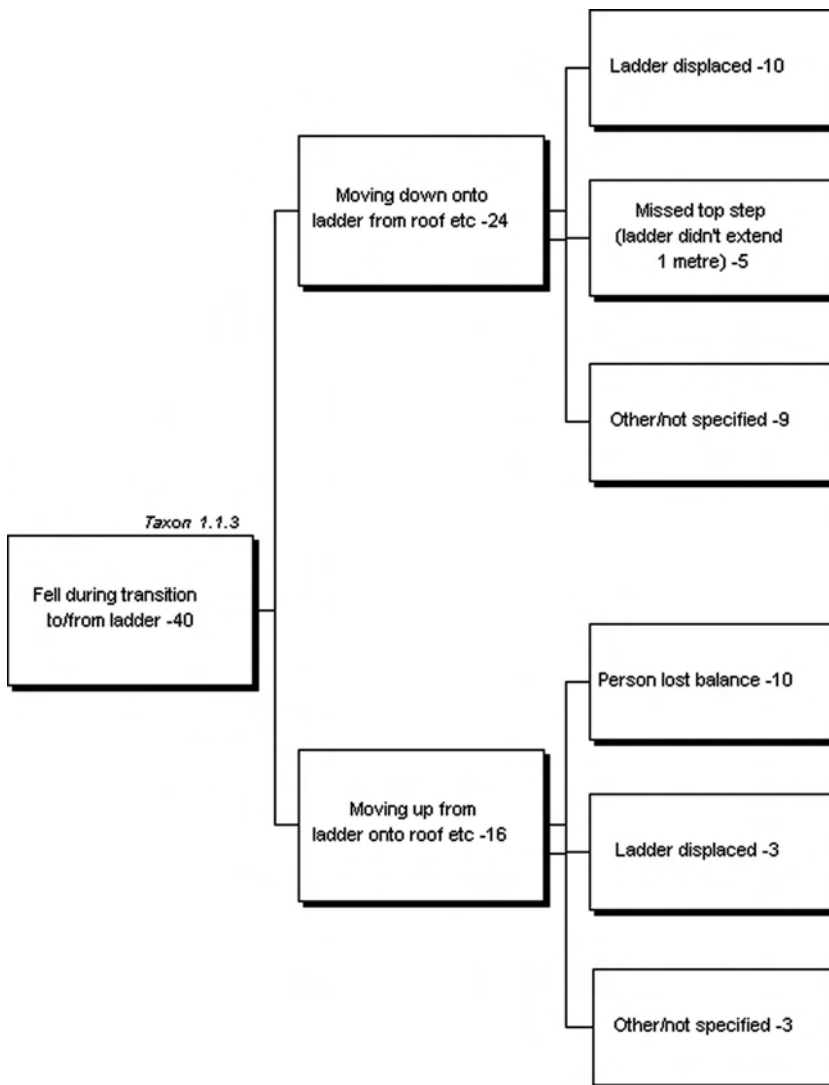 Ladder displaced -10
Moving down onto
ladder from roof etc -24
Missed top step
(ladder didn't extend
1 metre) -5
Other/not specified -9
Taxon 1.1.3
Fell during transition
to/from ladder -40
Person lost balance -10
Moving up from
ladder onto roof etc -16
Ladder displaced -3
Other/not specified -3